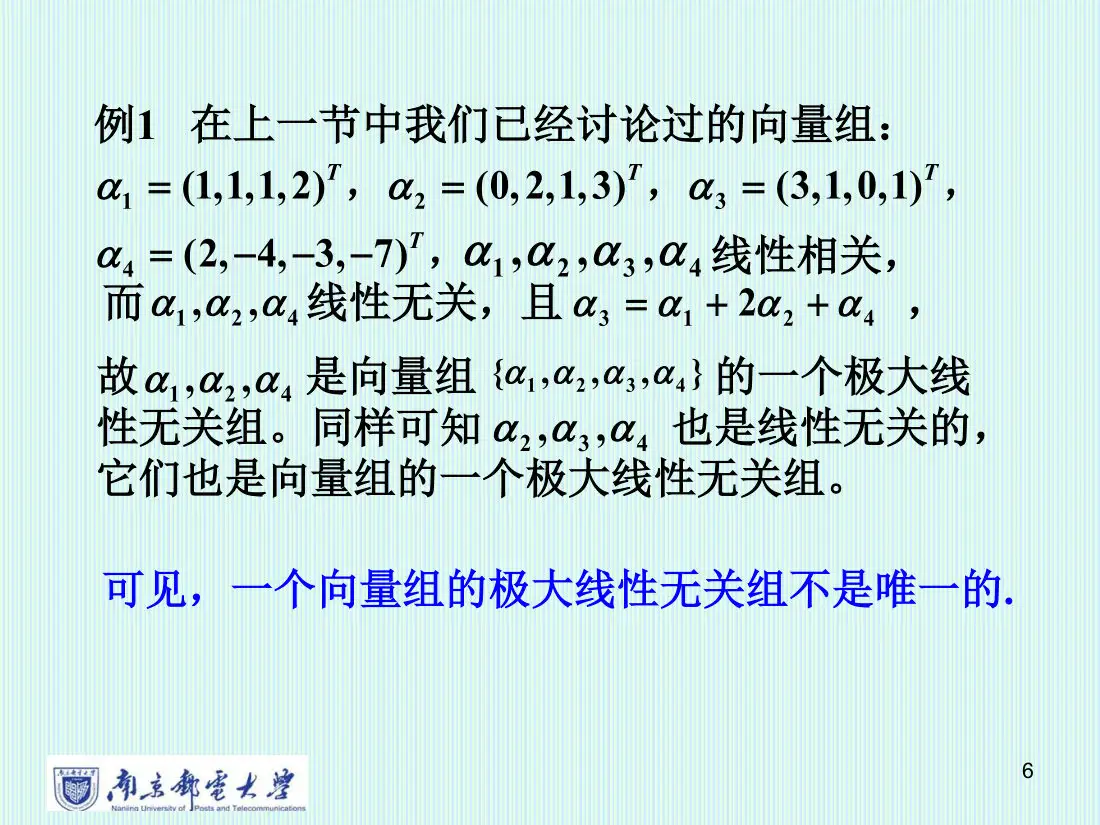 例1 在上一节中我们已经讨论过的向量组：
α₁ = (1,1,1,2)ᵀ，α₂ = (0,2,1,3)ᵀ，α₃ = (3,1,0,1)ᵀ，
α₄ = (2,−4,−3,−7)ᵀ，α₁,α₂,α₃,α₄ 线性相关，
而 α₁,α₂,α₄ 线性无关，且 α₃ = α₁ + 2α₂ + α₄ ，
故 α₁,α₂,α₄ 是向量组 {α₁,α₂,α₃,α₄} 的一个极大线
性无关组。同样可知 α₂,α₃,α₄ 也是线性无关的，
它们也是向量组的一个极大线性无关组。
可见，一个向量组的极大线性无关组不是唯一的.
南京郵電大學
Nanjing University of Posts and Telecommunications
6